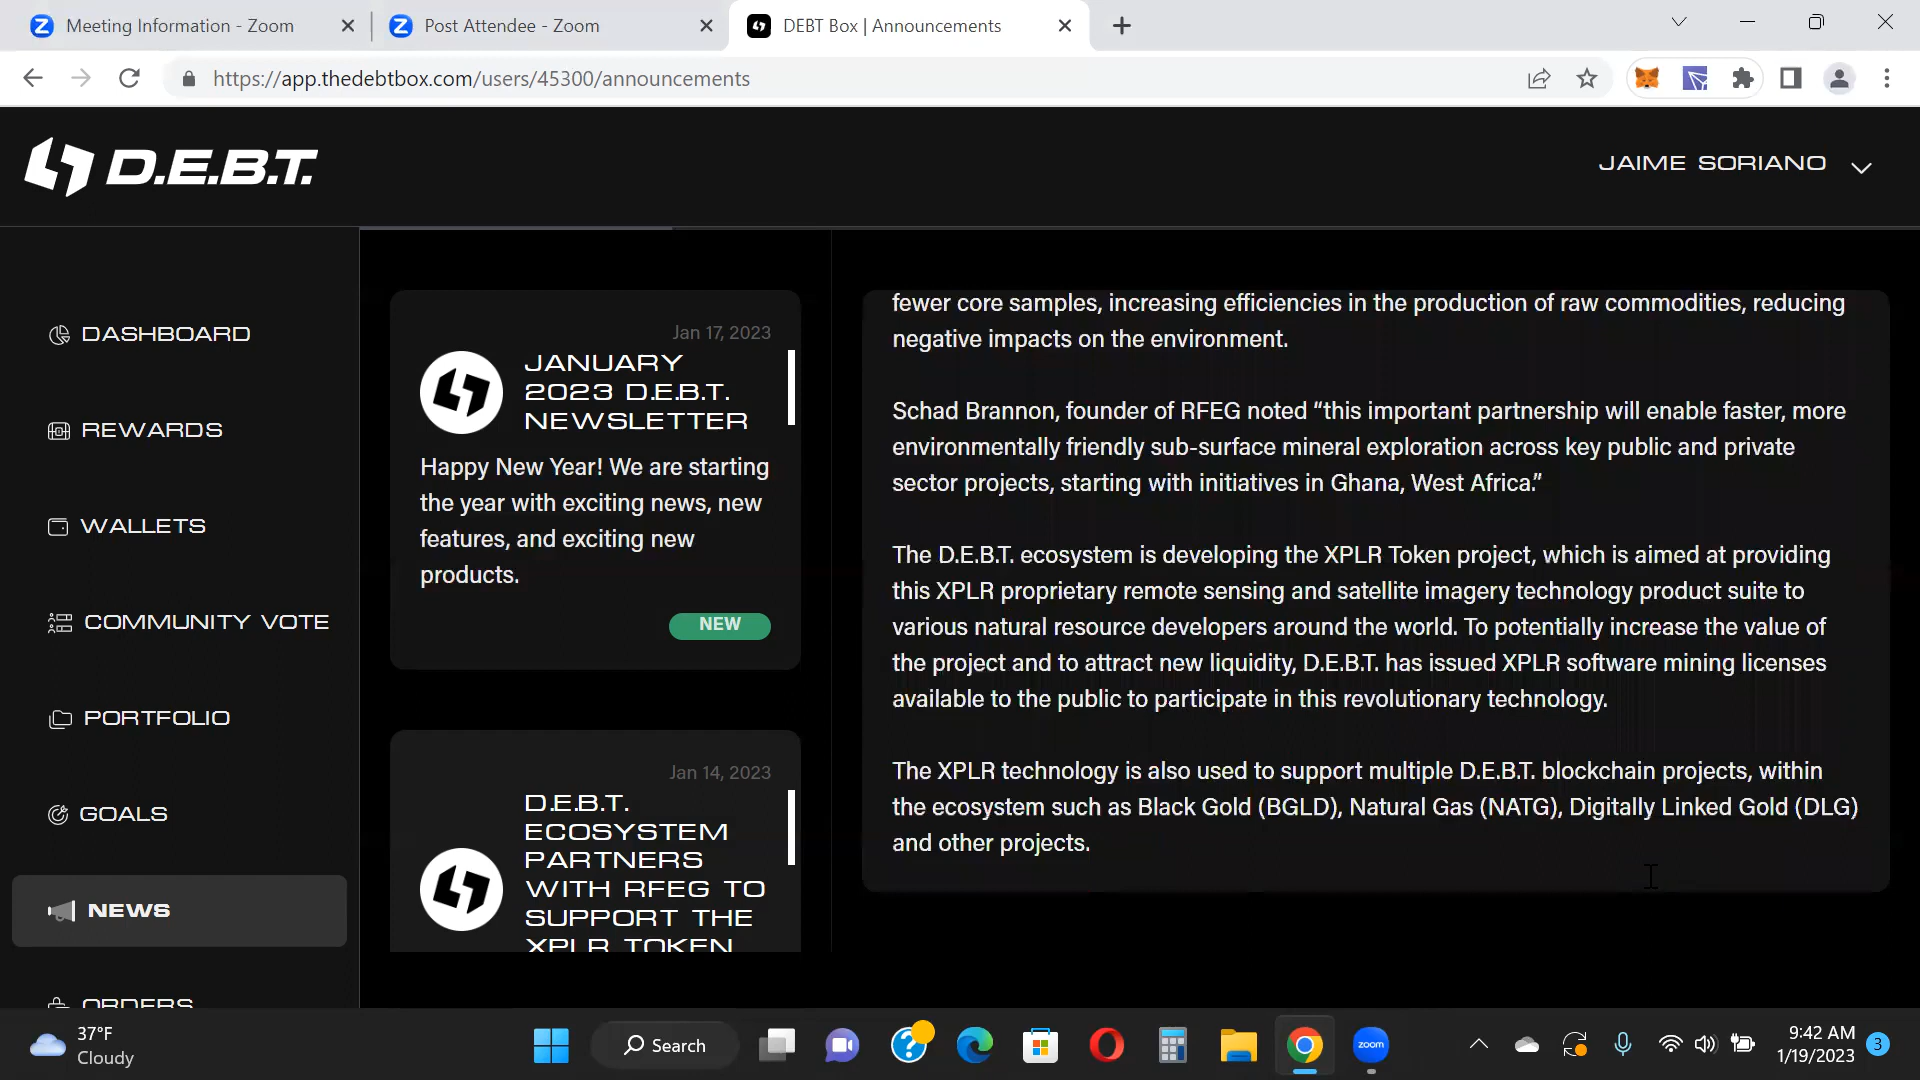 Meeting Information - Zoom
Post Attendee - Zoom
DEBT Box | Announcements
https://app.thedebtbox.com/users/45300/announcements
D.E.B.T.
JAIME SORIANO
DASHBOARD
REWARDS
WALLETS
COMMUNITY VOTE
PORTFOLIO
GOALS
NEWS
ORDERS
Jan 17, 2023
JANUARY
2023 D.E.B.T.
NEWSLETTER
Happy New Year! We are starting
the year with exciting news, new
features, and exciting new
products.
NEW
Jan 14, 2023
D.E.B.T.
ECOSYSTEM
PARTNERS
WITH RFEG TO
SUPPORT THE
XPLR TOKEN
fewer core samples, increasing efficiencies in the production of raw commodities, reducing
negative impacts on the environment.
Schad Brannon, founder of RFEG noted “this important partnership will enable faster, more
environmentally friendly sub-surface mineral exploration across key public and private
sector projects, starting with initiatives in Ghana, West Africa.”
The D.E.B.T. ecosystem is developing the XPLR Token project, which is aimed at providing
this XPLR proprietary remote sensing and satellite imagery technology product suite to
various natural resource developers around the world. To potentially increase the value of
the project and to attract new liquidity, D.E.B.T. has issued XPLR software mining licenses
available to the public to participate in this revolutionary technology.
The XPLR technology is also used to support multiple D.E.B.T. blockchain projects, within
the ecosystem such as Black Gold (BGLD), Natural Gas (NATG), Digitally Linked Gold (DLG)
and other projects.
37°F
Cloudy
Search
zoom
9:42 AM
1/19/2023
3